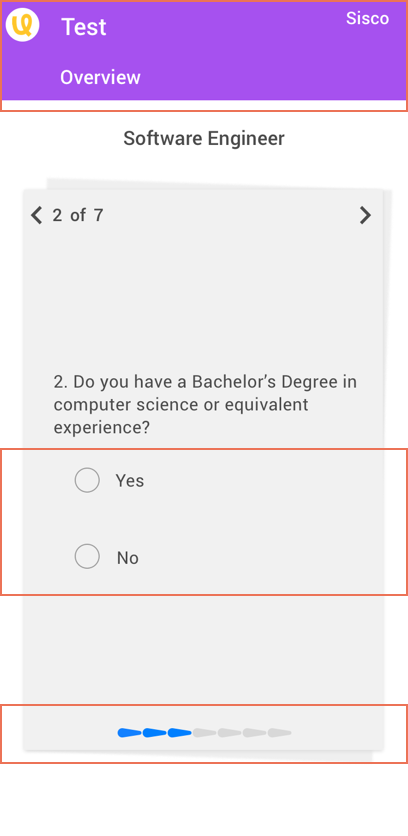 Test
Sisco
Overview
Software Engineer
2 of 7
2. Do you have a Bachelor’s Degree in
computer science or equivalent
experience?
Yes
No